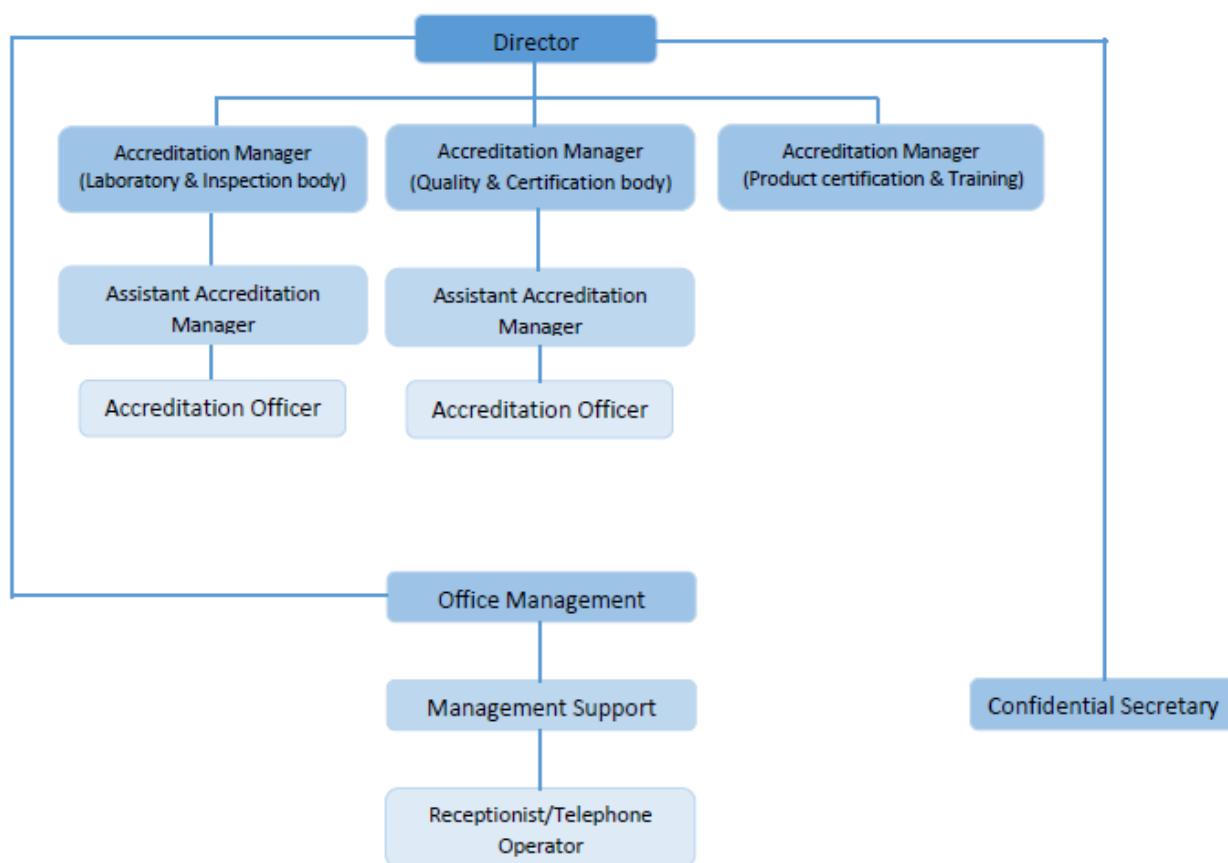 Director
Accreditation Manager
(Laboratory & Inspection body)
Accreditation Manager
(Quality & Certification body)
Accreditation Manager
(Product certification & Training)
Assistant Accreditation
Manager
Assistant Accreditation
Manager
Accreditation Officer
Accreditation Officer
Office Management
Management Support
Confidential Secretary
Receptionist/Telephone
Operator